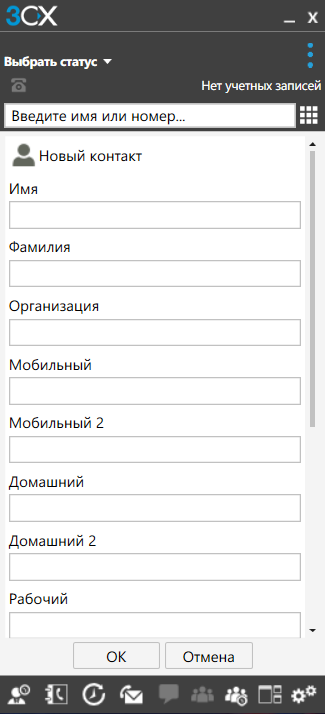 3CX
Выбрать статус
Нет учетных записей
Введите имя или номер...
Новый контакт
Имя
Фамилия
Организация
Мобильный
Мобильный 2
Домашний
Домашний 2
Рабочий
OK
Отмена